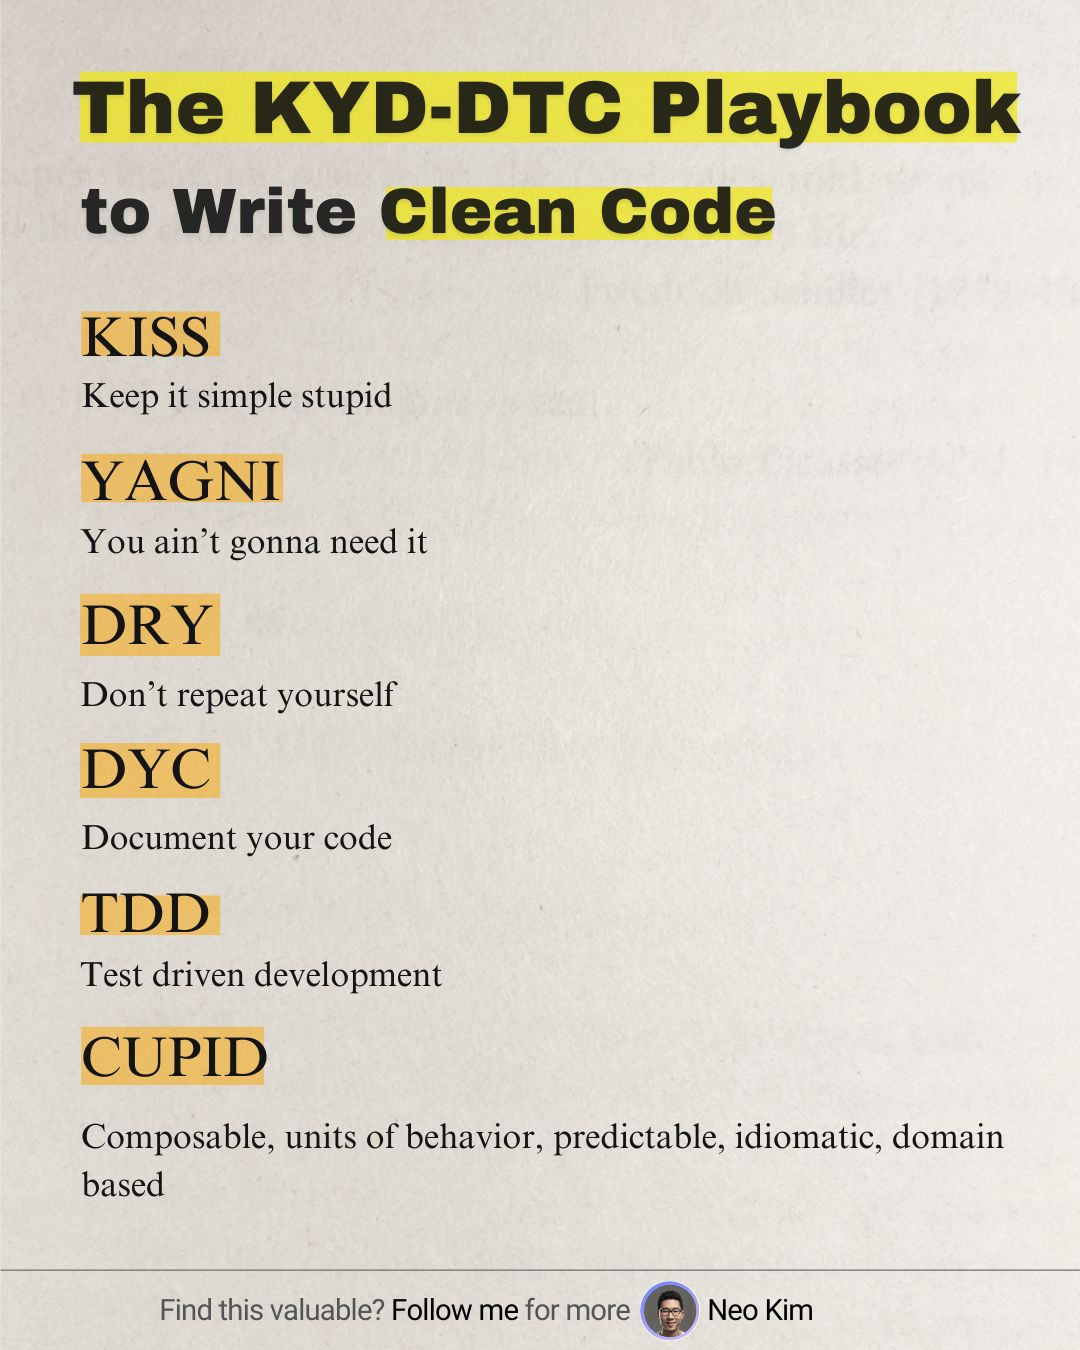 The KYD-DTC Playbook
to Write Clean Code
KISS
Keep it simple stupid
YAGNI
You ain’t gonna need it
DRY
Don’t repeat yourself
DYC
Document your code
TDD
Test driven development
CUPID
Composable, units of behavior, predictable, idiomatic, domain
based
Find this valuable? Follow me for more Neo Kim